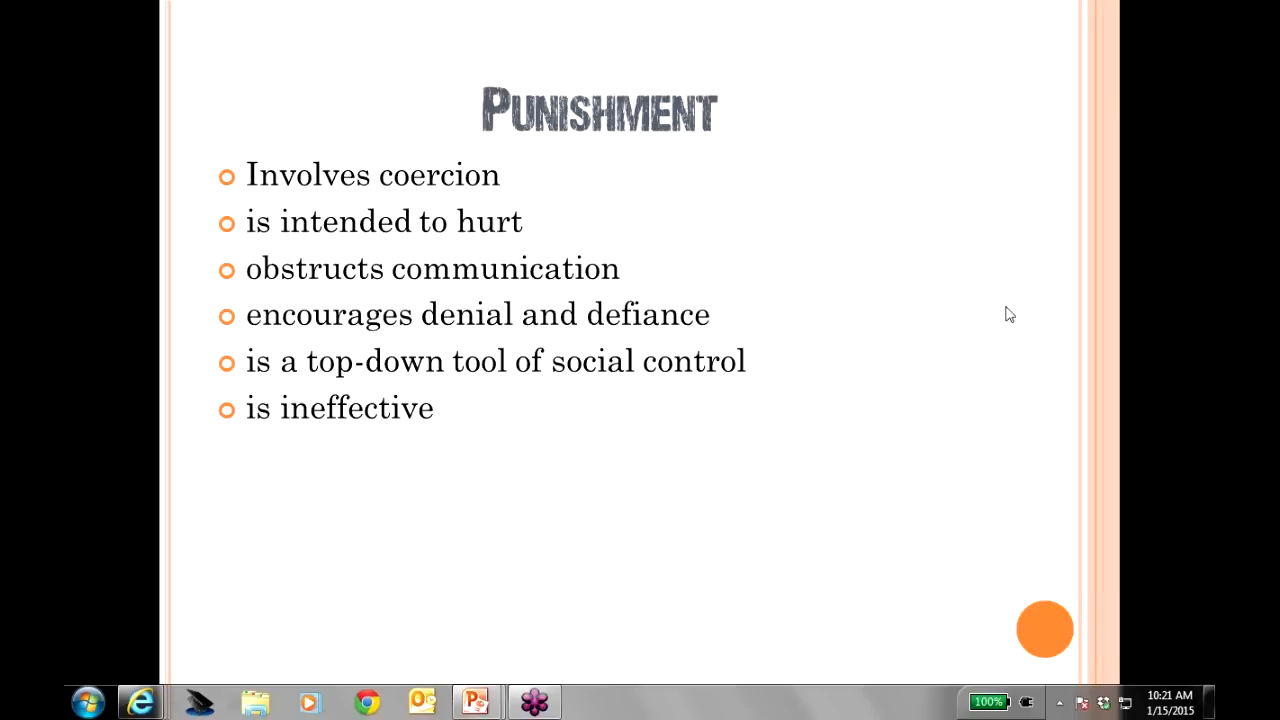 Punishment
Involves coercion
is intended to hurt
obstructs communication
encourages denial and defiance
is a top-down tool of social control
is ineffective
100%
10:21 AM
1/15/2015